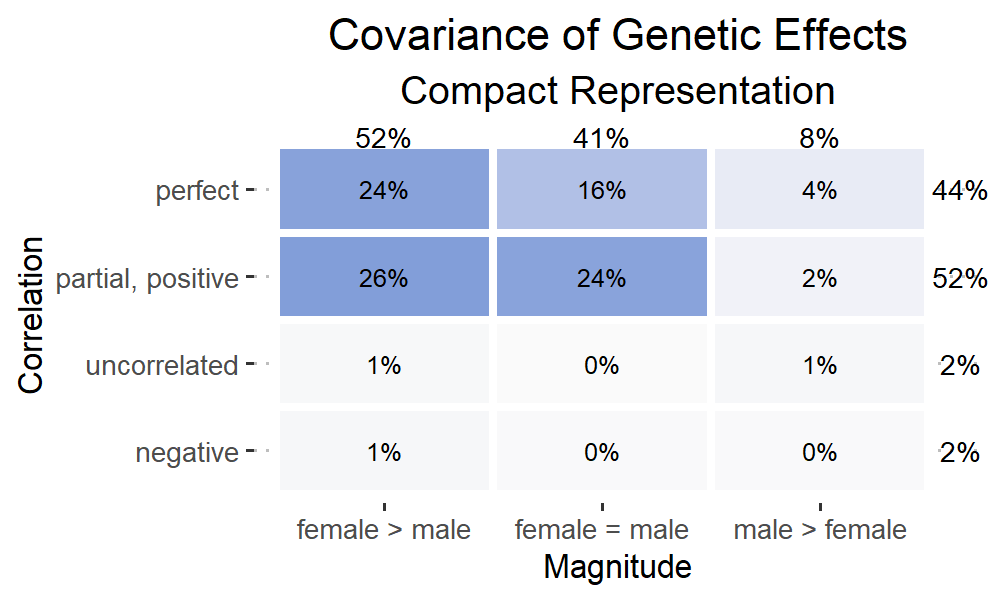 Covariance of Genetic Effects
Compact Representation
52% 41% 8%
perfect 24% 16% 4% 44%
partial, positive 26% 24% 2% 52%
uncorrelated 1% 0% 1% 2%
negative 1% 0% 0% 2%
Correlation
female > male female = male male > female
Magnitude